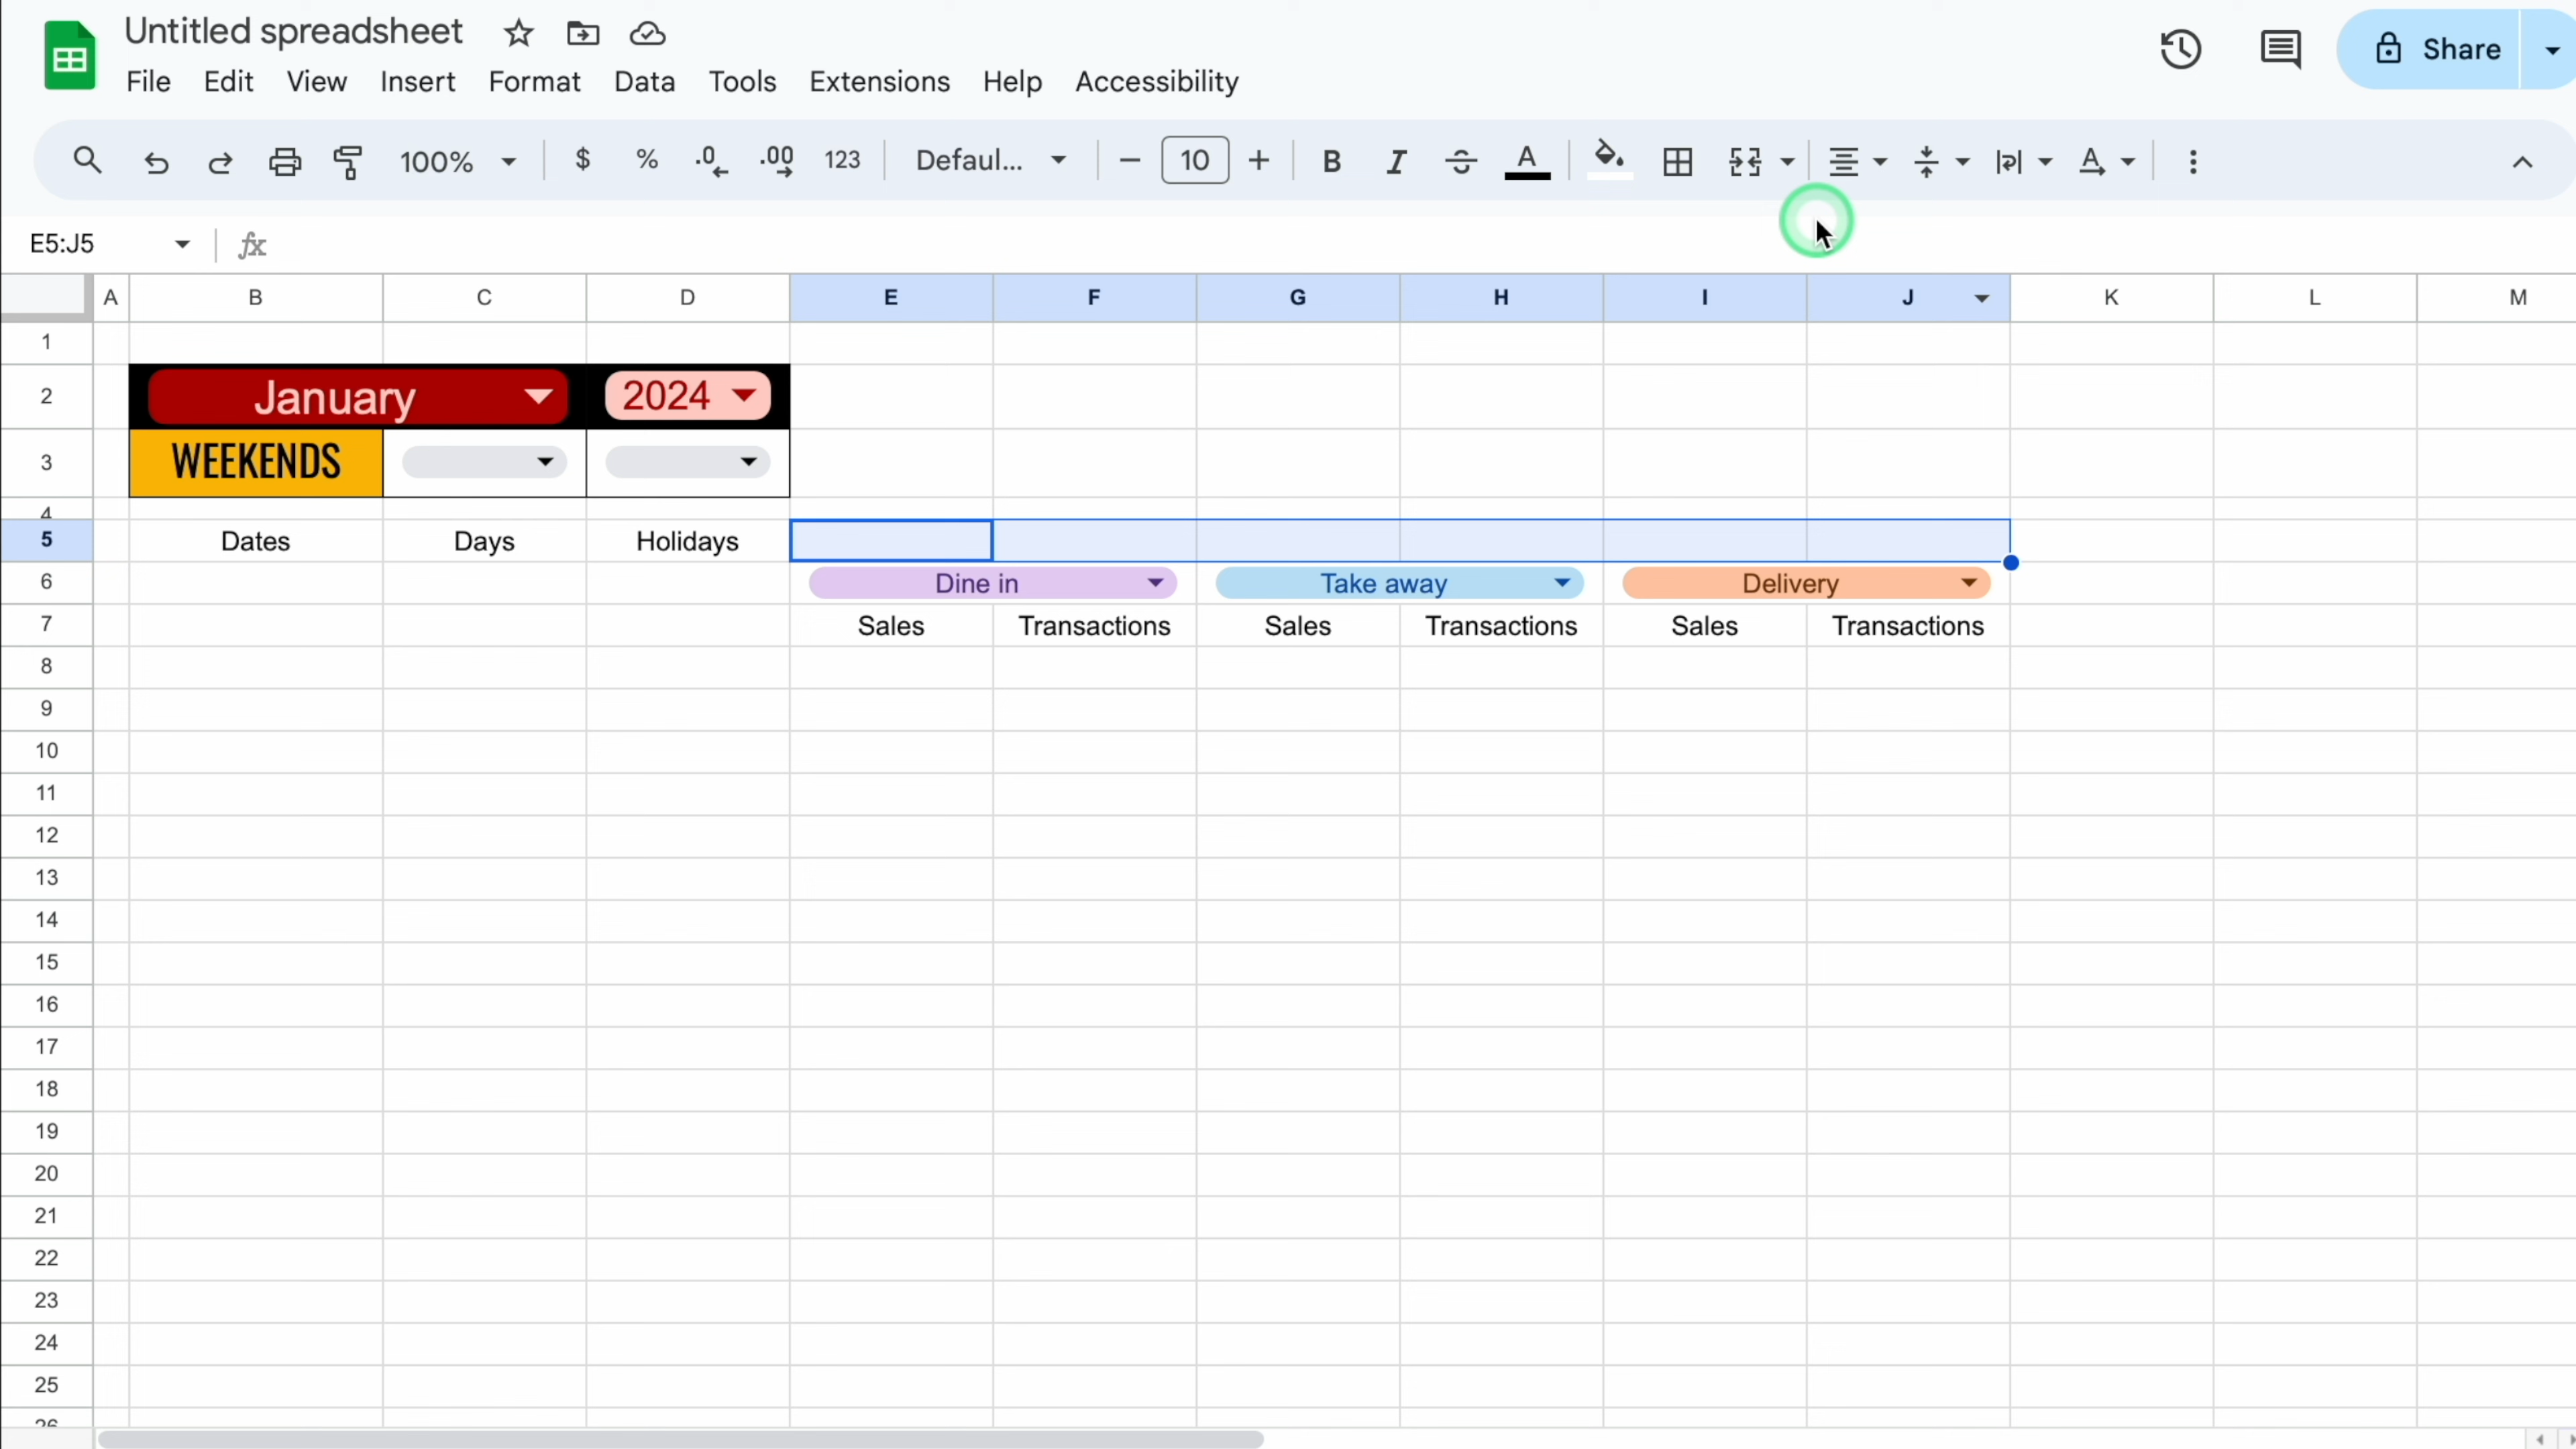 Untitled spreadsheet
File Edit View Insert Format Data Tools Extensions Help Accessibility
Share
100% $ % .0 .00 123 Defaul... 10 B I A A
E5:J5 fx
A B C D E F G H I J K L M
1
2 January 2024
3 WEEKENDS
4
5 Dates Days Holidays
6 Dine in Take away Delivery
7 Sales Transactions Sales Transactions Sales Transactions
8
9
10
11
12
13
14
15
16
17
18
19
20
21
22
23
24
25
26